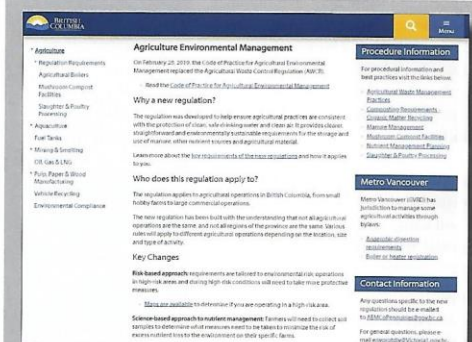 BRITISH
COLUMBIA
Menu
Agriculture
Regulation Requirements
Agricultural Boilers
Mushroom Compost
Facilities
Slaughter & Poultry
Processing
Aquaculture
Fuel Tanks
Mining & Smelting
Oil, Gas & LNG
Pulp, Paper & Wood
Manufacturing
Vehicle Recycling
Environmental Compliance
Agriculture Environmental Management
On February 28, 2019, the Code of Practice for Agricultural Environmental
Management replaced the Agricultural Waste Control Regulation (AWCR).
Read the Code of Practice for Agricultural Environmental Management
Why a new regulation?
The regulation was developed to help ensure agricultural practices are consistent
with the protection of clean, safe drinking water and clean air. It provides clearer,
straightforward and environmentally sustainable requirements for the storage and
use of manure, other nutrient sources and agricultural material.
Learn more about the key requirements of the new regulations and how it applies
to you.
Who does this regulation apply to?
The regulation applies to agricultural operations in British Columbia, from small
hobby farms to large commercial operations.
The new regulation has been built with the understanding that not all agricultural
operations are the same, and not all regions of the province are the same. Various
rules will apply to different agricultural operations depending on the location, size
and type of activity.
Key Changes
Risk-based approach: requirements are tailored to environmental risk, operations
in high-risk areas and during high-risk conditions will need to take more protective
measures.
Maps are available to determine if you are operating in a high-risk area.
Science-based approach to nutrient management: Farmers will need to collect soil
samples to determine what measures need to be taken to minimize the risk of
excess nutrient loss to the environment on their specific farms.
Procedure Information
For procedural information and
best practices visit the links below:
Agricultural Waste Management
Practices
Composting Requirements -
Organic Matter Recycling
Manure Management
Mushroom Compost Facilities
Nutrient Management Planning
Slaughter & Poultry Processing
Metro Vancouver
Metro Vancouver (GVRD) has
jurisdiction to manage some
agricultural activities through
bylaws:
Anaerobic digestion
requirements
Boiler or heater registration
Contact Information
Any questions specific to the new
regulation should be e-mailed
to
For general questions, please e-
mail